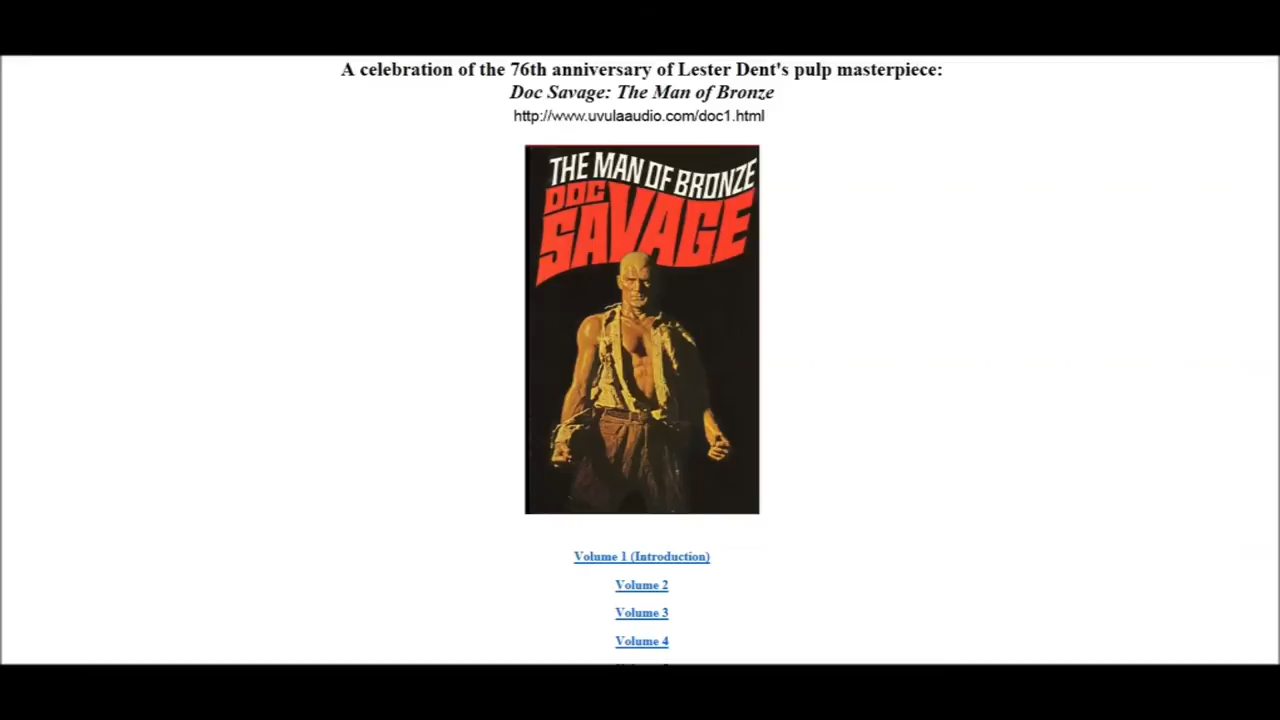 A celebration of the 76th anniversary of Lester Dent's pulp masterpiece:
Doc Savage: The Man of Bronze
http://www.uvulaaudio.com/doc1.html
THE MAN OF BRONZE
DOC
SAVAGE
Volume 1 (Introduction)
Volume 2
Volume 3
Volume 4